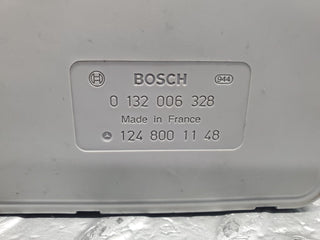 BOSCH 944
0 132 006 328
Made in France
124 800 11 48